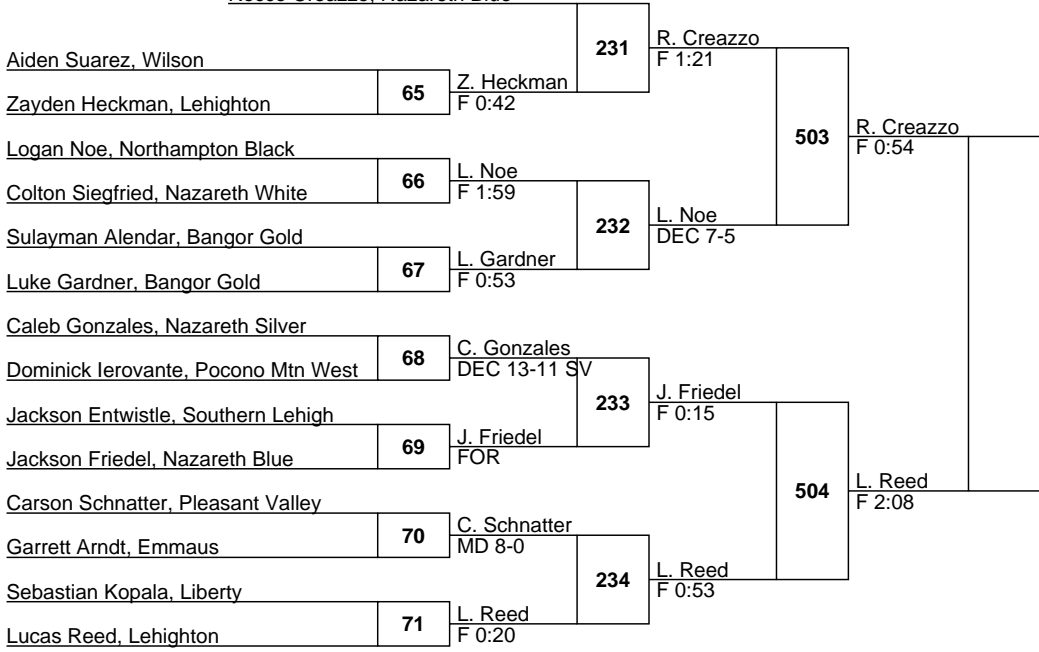 Creazzo, Nazareth Blue
231
R. Creazzo
F 1:21
Aiden Suarez, Wilson
65
Z. Heckman
F 0:42
Zayden Heckman, Lehighton
503
R. Creazzo
F 0:54
Logan Noe, Northampton Black
66
L. Noe
F 1:59
Colton Siegfried, Nazareth White
232
L. Noe
DEC 7-5
Sulayman Alendar, Bangor Gold
67
L. Gardner
F 0:53
Luke Gardner, Bangor Gold
Caleb Gonzales, Nazareth Silver
68
C. Gonzales
DEC 13-11 SV
Dominick Ierovante, Pocono Mtn West
233
J. Friedel
F 0:15
Jackson Entwistle, Southern Lehigh
69
J. Friedel
FOR
Jackson Friedel, Nazareth Blue
504
L. Reed
F 2:08
Carson Schnatter, Pleasant Valley
70
C. Schnatter
MD 8-0
Garrett Arndt, Emmaus
234
L. Reed
F 0:53
Sebastian Kopala, Liberty
71
L. Reed
F 0:20
Lucas Reed, Lehighton